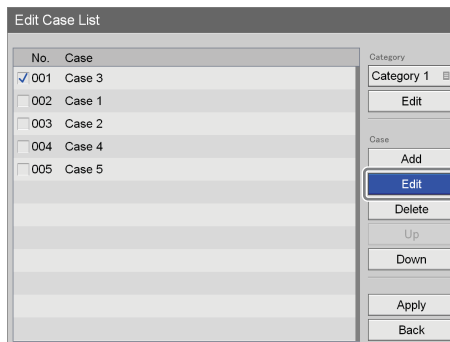 Edit Case List
No. Case
001 Case 3
002 Case 1
003 Case 2
004 Case 4
005 Case 5
Category
Category 1
Edit
Case
Add
Edit
Delete
Up
Down
Apply
Back